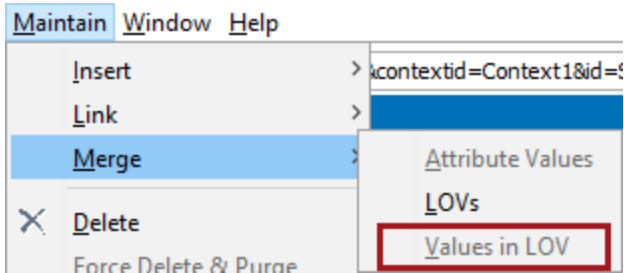 Maintain Window Help
Insert >
&contextid=Context1&id=
Link >
Merge >
Attribute Values
LOVs
Delete
Values in LOV
Force Delete & Purge